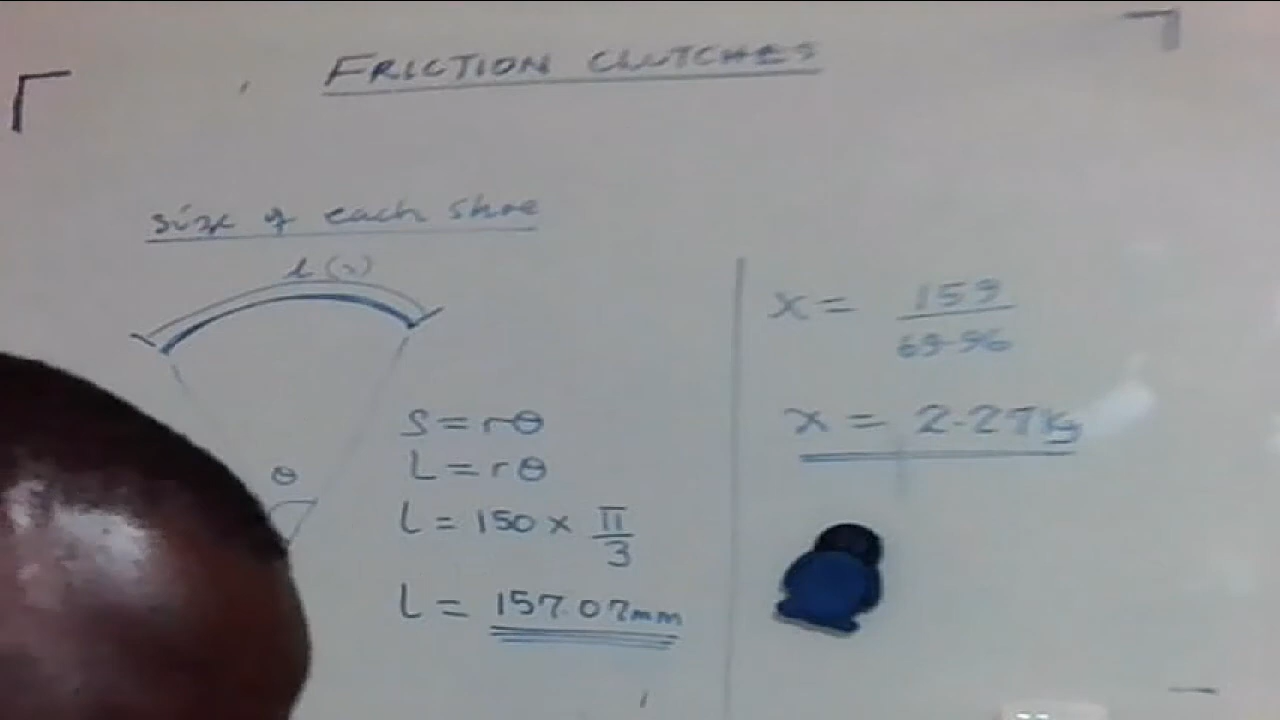 FRICTION CLUTCHES
size of each shoe
θ
S = rθ
L = rθ
L = 150 x π/3
L = 157.07mm
x = 159/69.96
x = 2.27kg